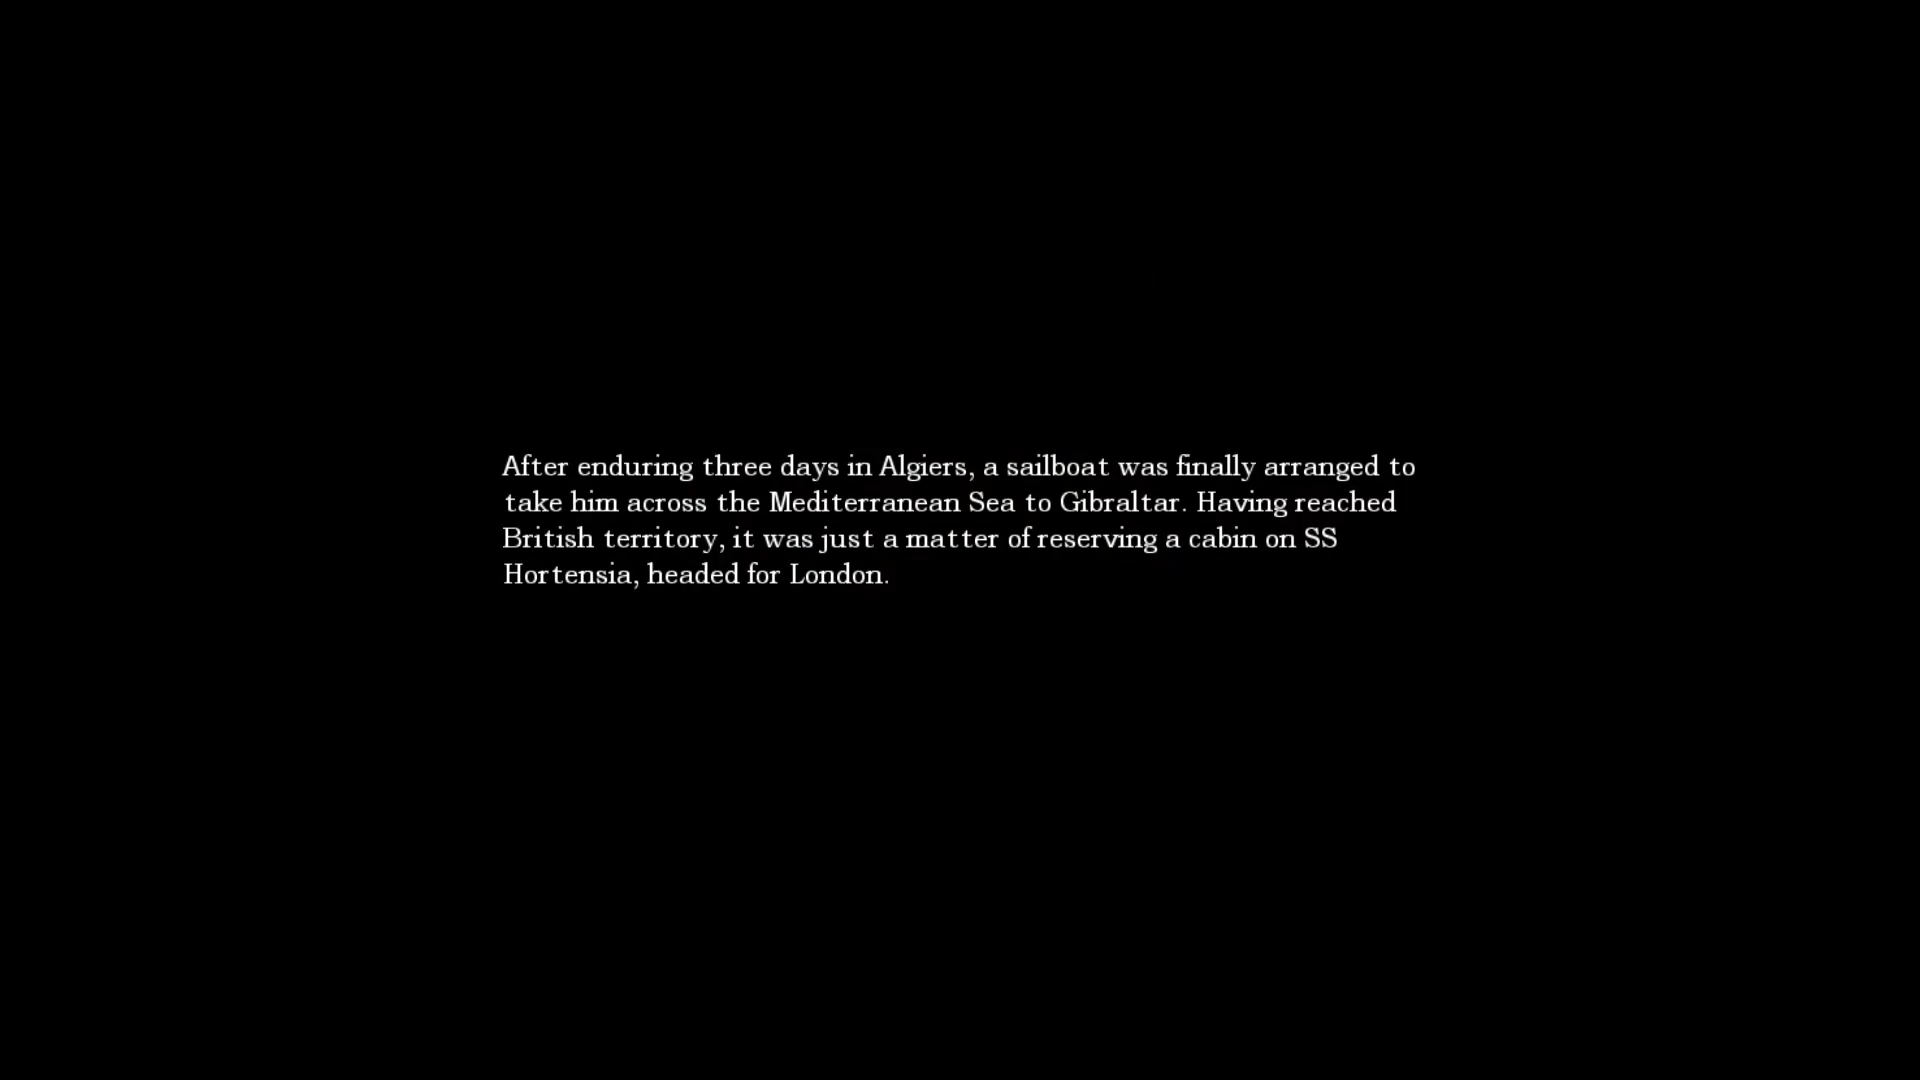 After enduring three days in Algiers, a sailboat was finally arranged to
take him across the Mediterranean Sea to Gibraltar. Having reached
British territory, it was just a matter of reserving a cabin on SS
Hortensia, headed for London.